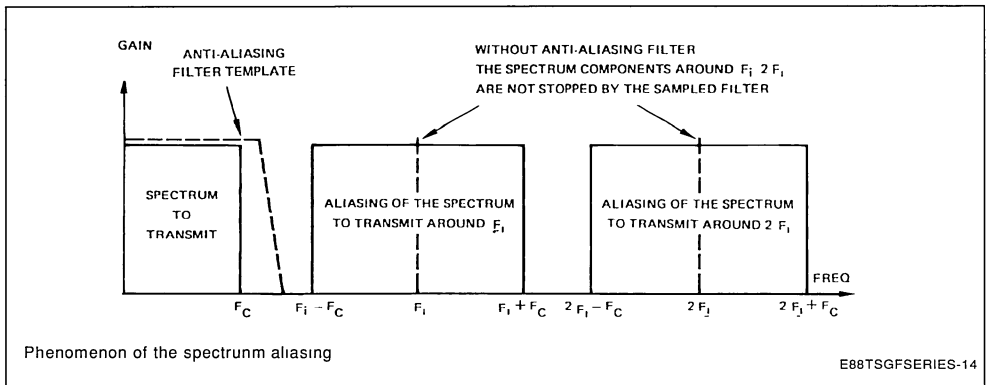 GAIN
ANTI-ALIASING
FILTER TEMPLATE
WITHOUT ANTI-ALIASING FILTER
THE SPECTRUM COMPONENTS AROUND Fi 2 Fi
ARE NOT STOPPED BY THE SAMPLED FILTER
SPECTRUM
TO
TRANSMIT
ALIASING OF THE SPECTRUM
TO TRANSMIT AROUND Fi
ALIASING OF THE SPECTRUM
TO TRANSMIT AROUND 2 Fi
FREQ
FC Fi - FC Fi Fi + FC 2 Fi - FC 2 Fi 2 Fi + FC
Phenomenon of the spectrunm aliasing
E88TSGFSERIES-14